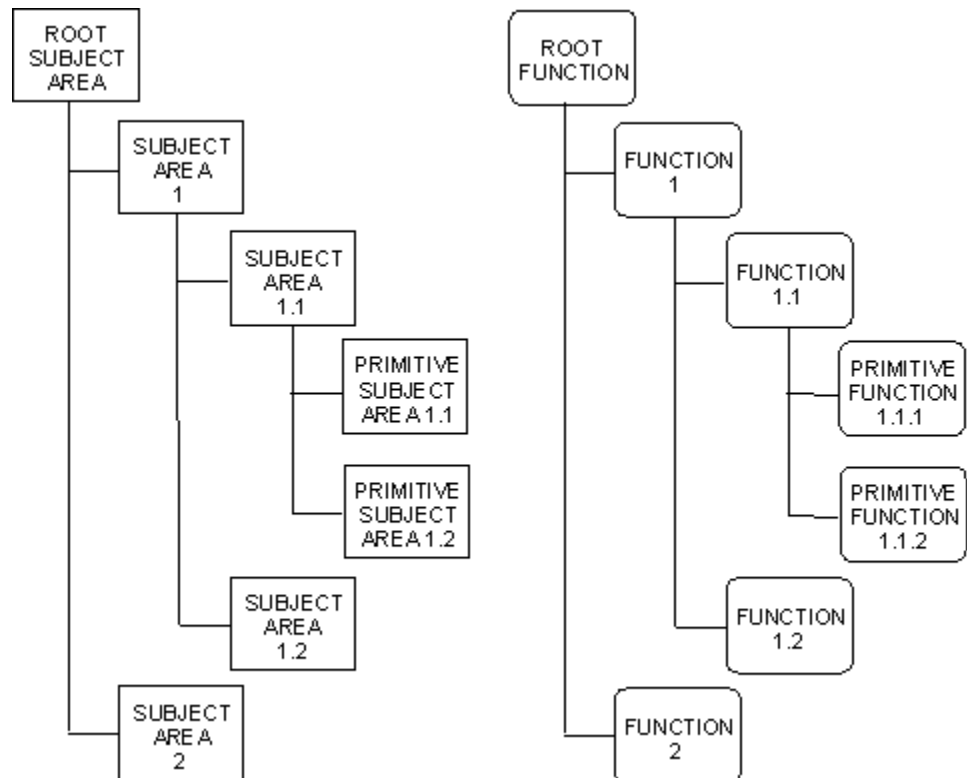 ROOT
SUBJECT
AREA
SUBJECT
AREA
1
SUBJECT
AREA
1.1
PRIMITIVE
SUBJECT
AREA 1.1
PRIMITIVE
SUBJECT
AREA 1.2
SUBJECT
AREA
1.2
SUBJECT
AREA
2
ROOT
FUNCTION
FUNCTION
1
FUNCTION
1.1
PRIMITIVE
FUNCTION
1.1.1
PRIMITIVE
FUNCTION
1.1.2
FUNCTION
1.2
FUNCTION
2